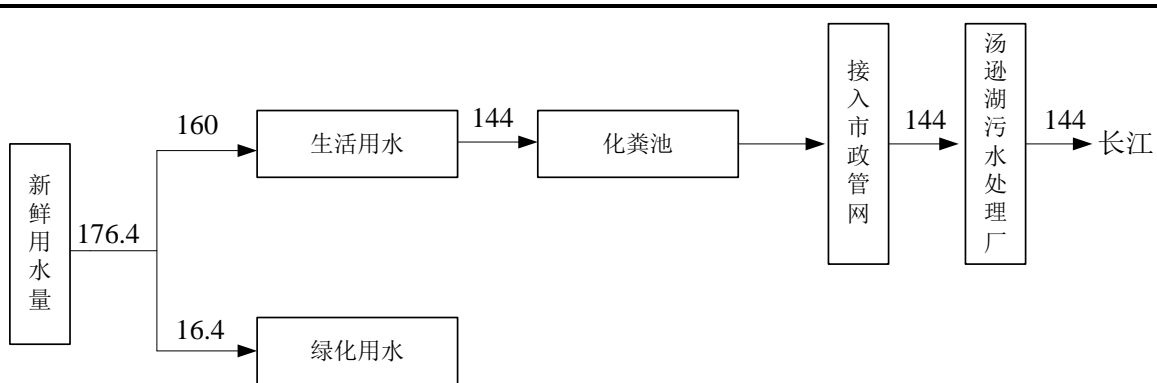 新鲜用水量
176.4
160
生活用水
144
化粪池
接入市政管网
144
汤逊湖污水处理厂
144
长江
16.4
绿化用水